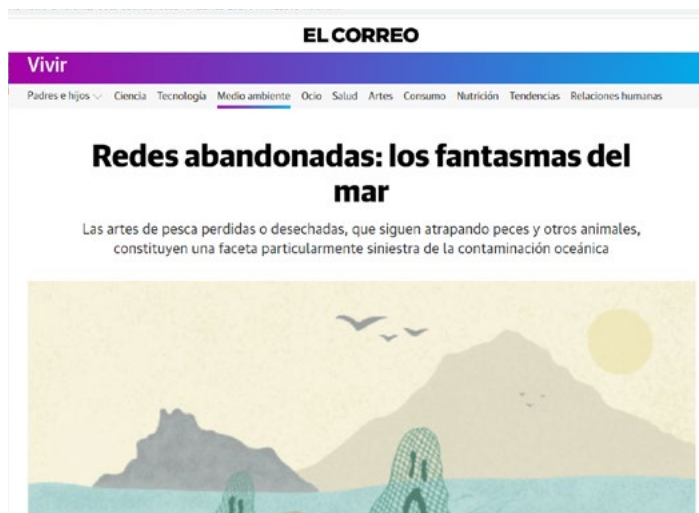 EL CORREO
Vivir
Padres e hijos Ciencia Tecnología Medio ambiente Ocio Salud Artes Consumo Nutrición Tendencias Relaciones humanas
Redes abandonadas: los fantasmas del
mar
Las artes de pesca perdidas o desechadas, que siguen atrapando peces y otros animales,
constituyen una faceta particularmente siniestra de la contaminación oceánica